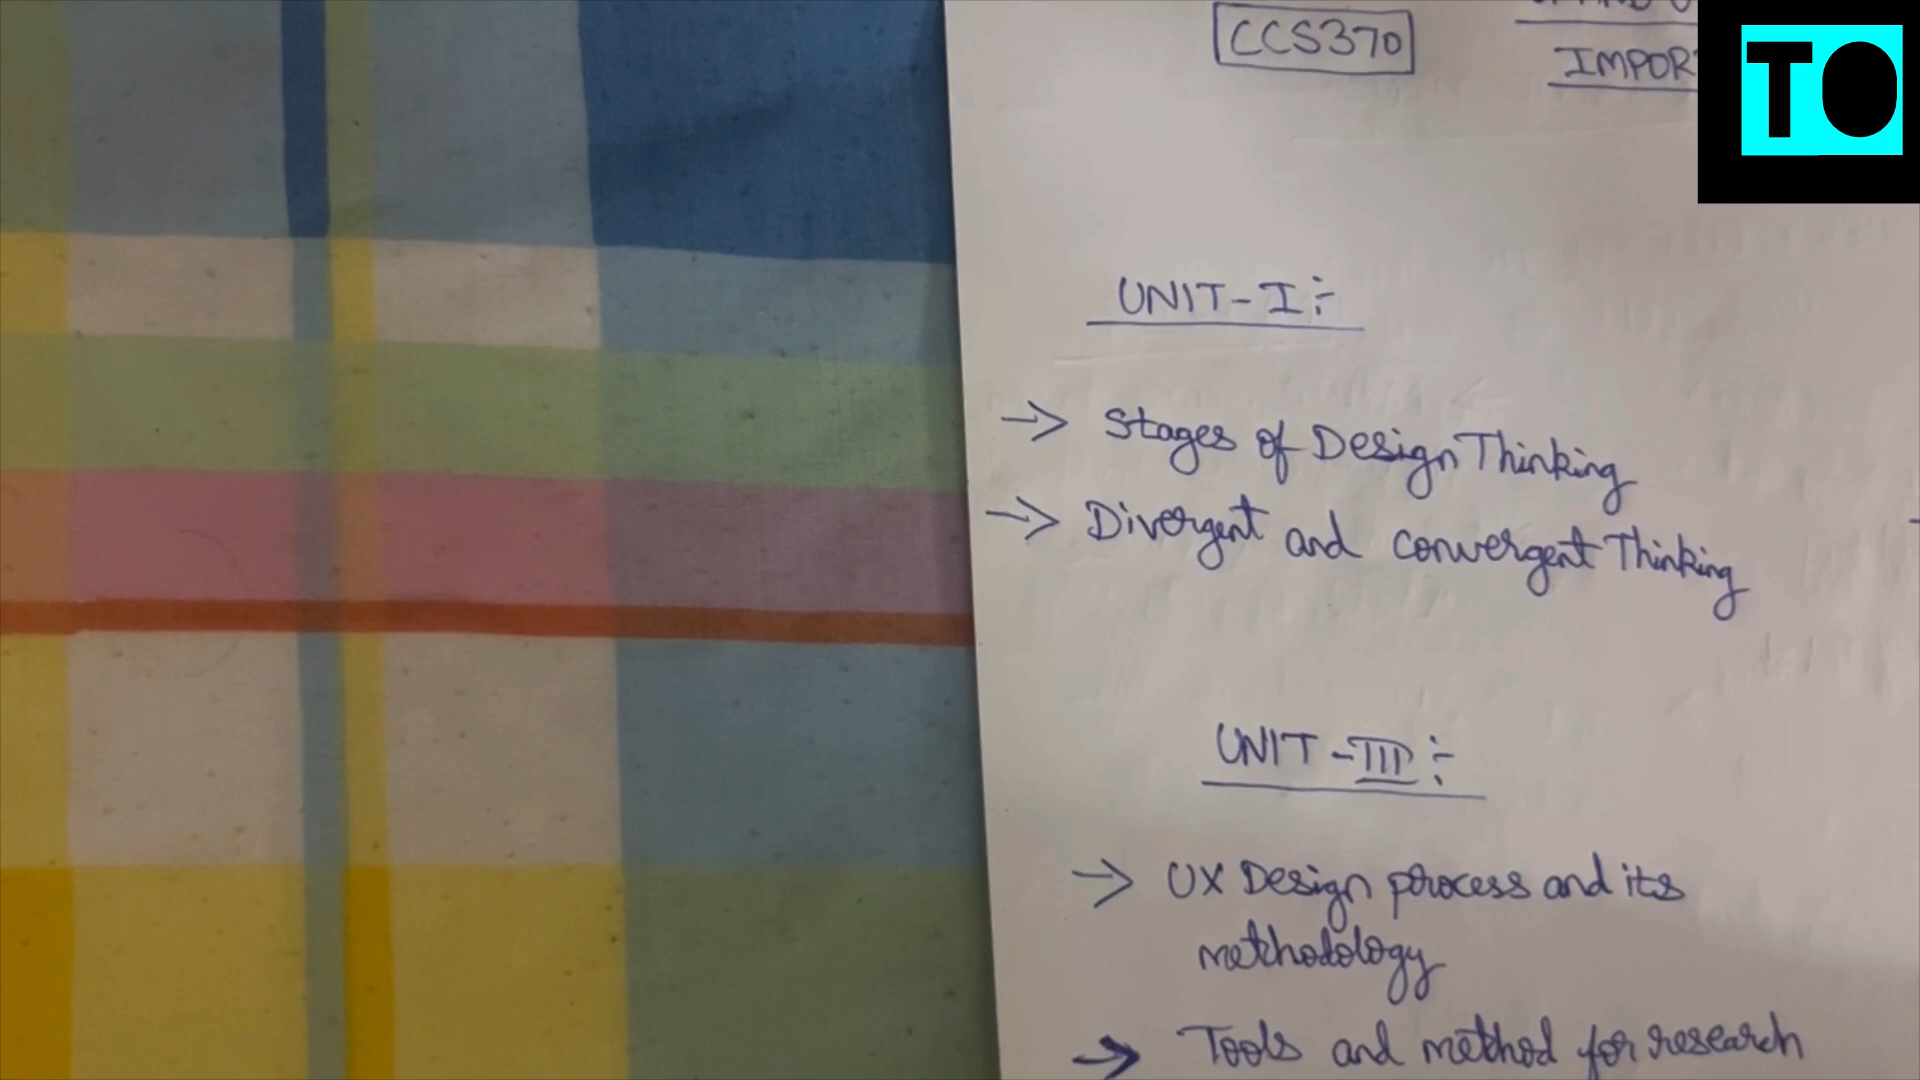 CCS370
TO
UNIT-I:-
→ Stages of Design Thinking
→ Divergent and convergent Thinking
UNIT-III:-
→ UX Design process and its
methodology
→ Tools and method for research